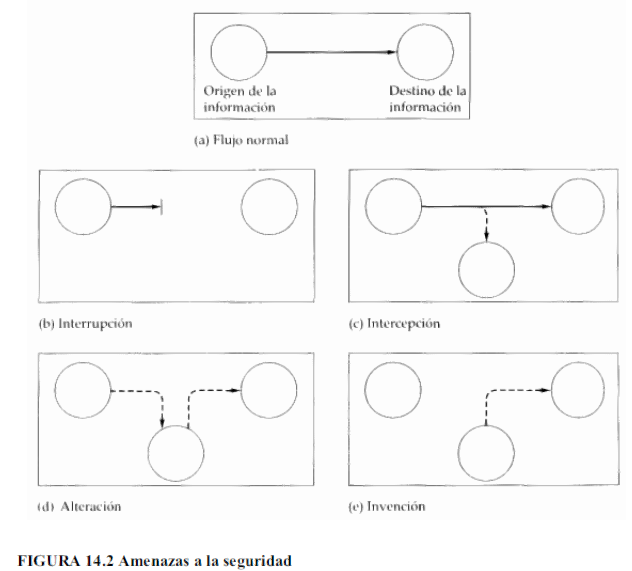 Origen de la
información
Destino de la
información
(a) Flujo normal
(b) Interrupción
(c) Intercepción
(d) Alteración
(e) Invención
FIGURA 14.2 Amenazas a la seguridad